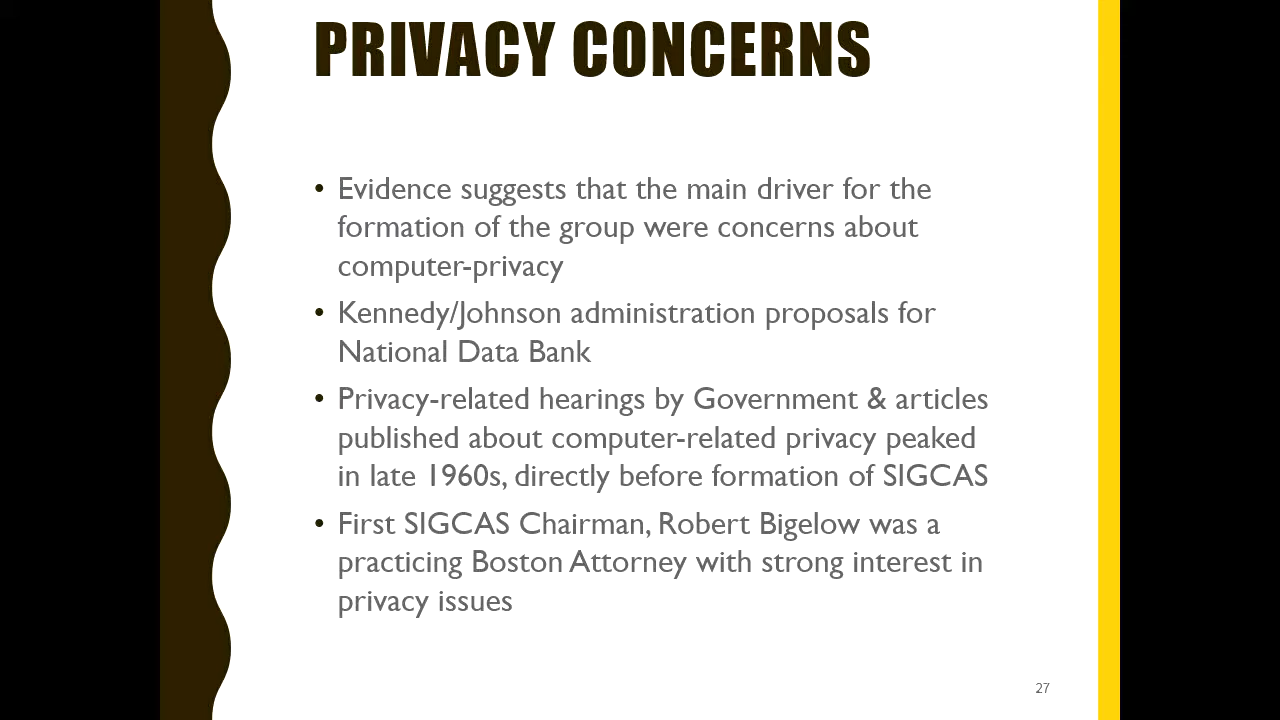 PRIVACY CONCERNS
• Evidence suggests that the main driver for the
formation of the group were concerns about
computer-privacy
• Kennedy/Johnson administration proposals for
National Data Bank
• Privacy-related hearings by Government & articles
published about computer-related privacy peaked
in late 1960s, directly before formation of SIGCAS
• First SIGCAS Chairman, Robert Bigelow was a
practicing Boston Attorney with strong interest in
privacy issues
27